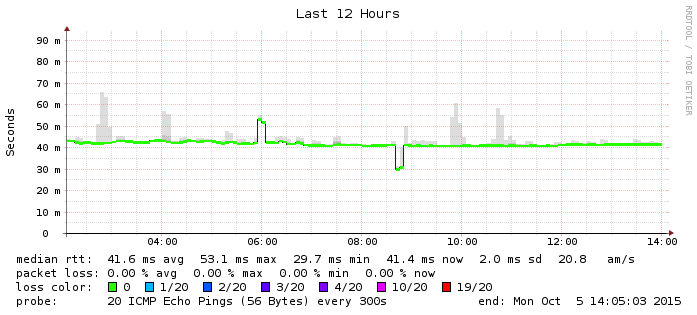 Last 12 Hours
RRDTOOL / TOBI OETIKER
Seconds
90 m
80 m
70 m
60 m
50 m
40 m
30 m
20 m
10 m
0
04:00 06:00 08:00 10:00 12:00 14:00
median rtt: 41.6 ms avg 53.1 ms max 29.7 ms min 41.4 ms now 2.0 ms sd 20.8 am/s
packet loss: 0.00 % avg 0.00 % max 0.00 % min 0.00 % now
loss color: 0 1/20 2/20 3/20 4/20 10/20 19/20
probe: 20 ICMP Echo Pings (56 Bytes) every 300s end: Mon Oct 5 14:05:03 2015